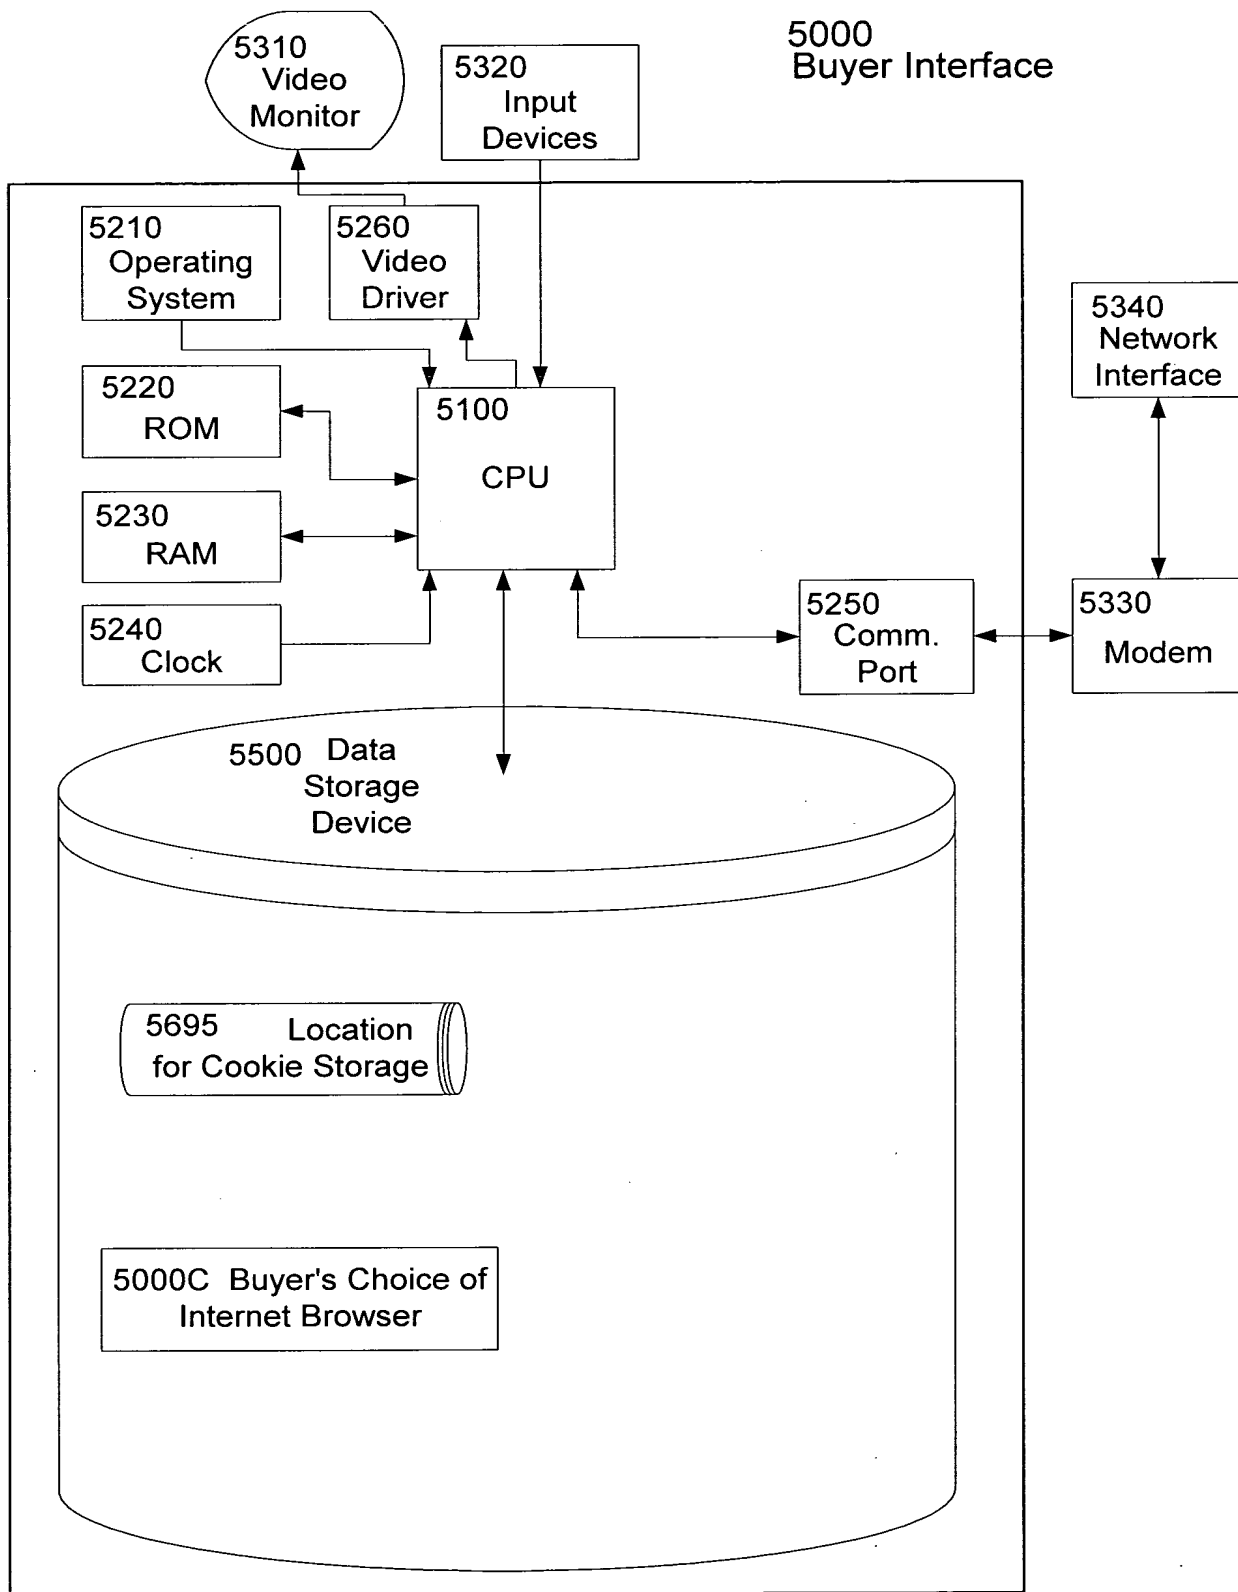 5000
Buyer Interface
5310
Video
Monitor
5320
Input
Devices
5210
Operating
System
5260
Video
Driver
5340
Network
Interface
5220
ROM
5100
CPU
5230
RAM
5240
Clock
5250
Comm.
Port
5330
Modem
5500 Data
Storage
Device
5695 Location
for Cookie Storage
5000C Buyer's Choice of
Internet Browser